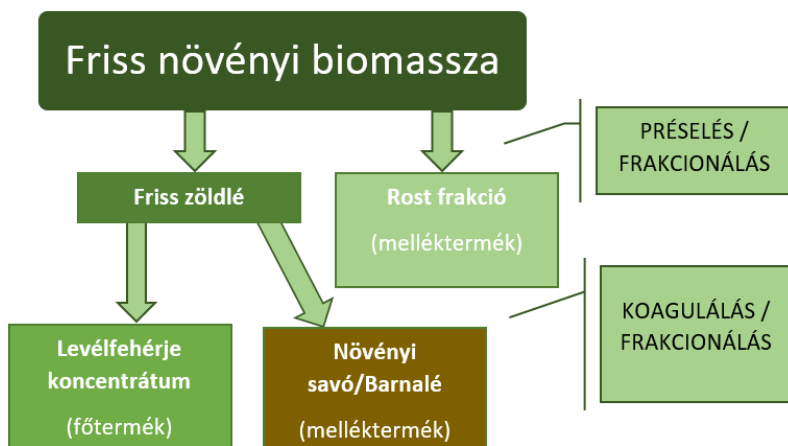 Friss növényi biomassza
PRÉSELÉS /
FRAKCIONÁLÁS
Friss zöldlé
Rost frakció
(melléktermék)
KOAGULÁLÁS /
FRAKCIONÁLÁS
Levélfehérje
koncentrátum
(főtermék)
Növényi
savó/Barnalé
(melléktermék)